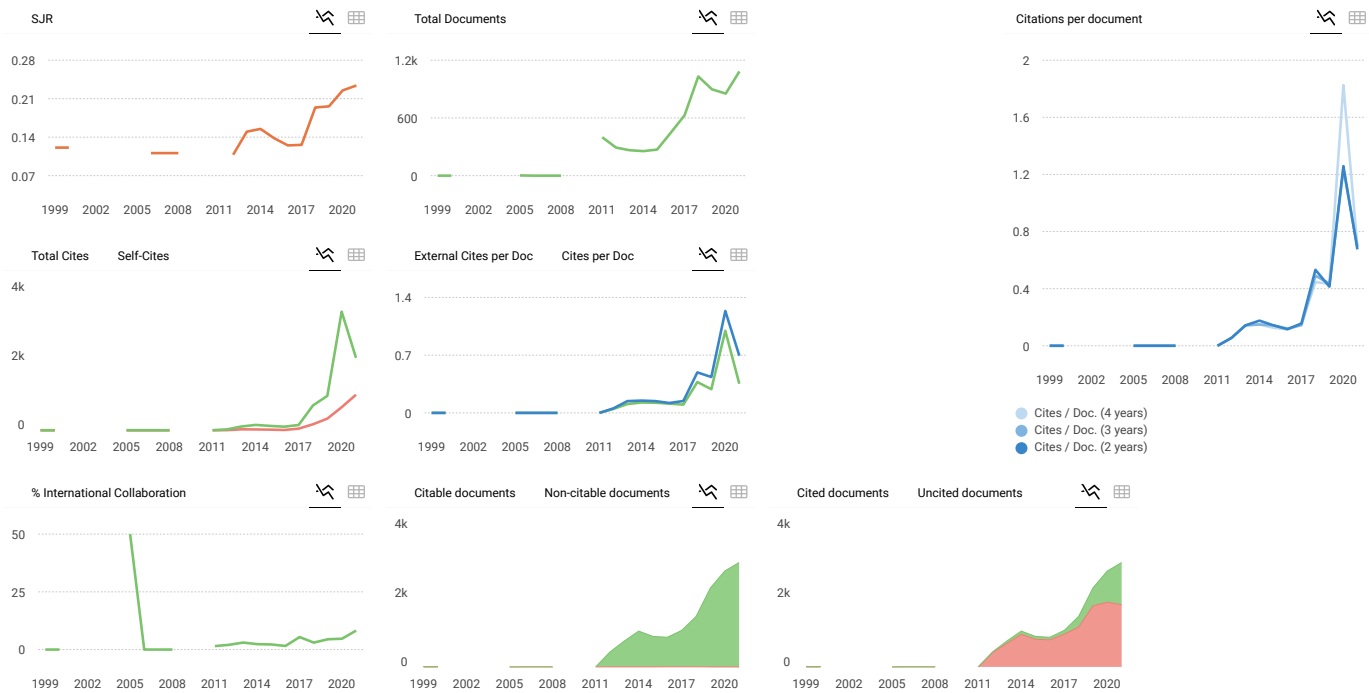 SJR
0.28
0.21
0.14
0.07
1999 2002 2005 2008 2011 2014 2017 2020
Total Documents
1.2k
600
0
1999 2002 2005 2008 2011 2014 2017 2020
Citations per document
2
1.6
1.2
0.8
0.4
0
1999 2002 2005 2008 2011 2014 2017 2020
Cites / Doc. (4 years)
Cites / Doc. (3 years)
Cites / Doc. (2 years)
Total Cites Self-Cites
4k
2k
0
1999 2002 2005 2008 2011 2014 2017 2020
External Cites per Doc Cites per Doc
1.4
0.7
0
1999 2002 2005 2008 2011 2014 2017 2020
% International Collaboration
50
25
0
1999 2002 2005 2008 2011 2014 2017 2020
Citable documents Non-citable documents
4k
2k
0
1999 2002 2005 2008 2011 2014 2017 2020
Cited documents Uncited documents
4k
2k
0
1999 2002 2005 2008 2011 2014 2017 2020